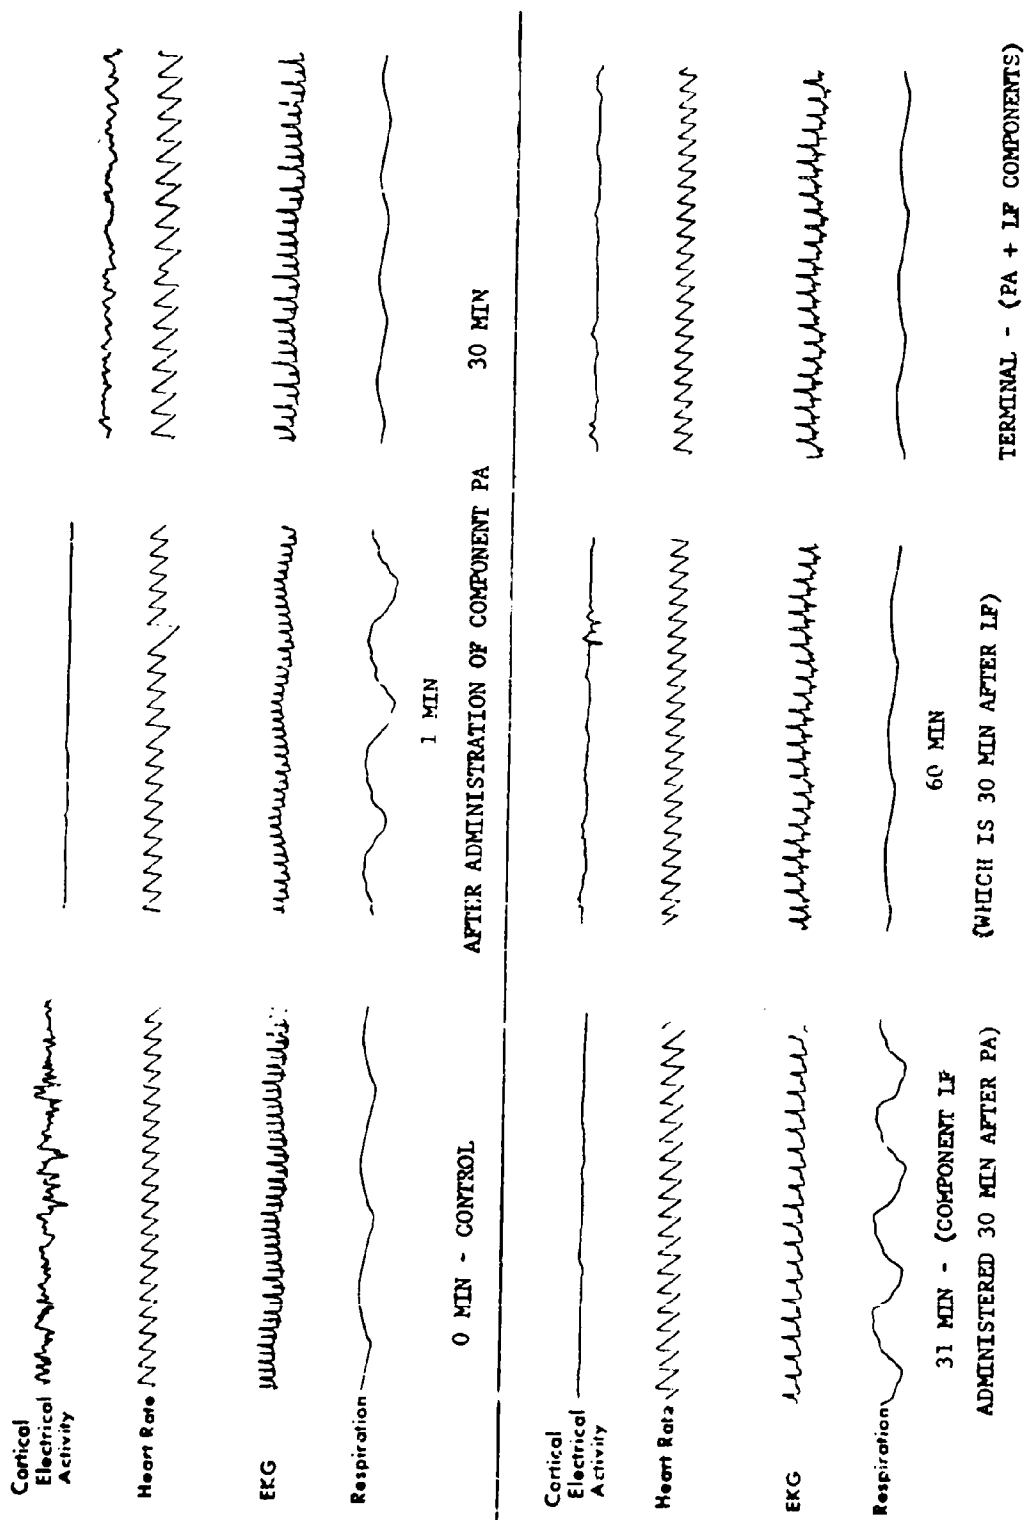 Cortical
Electrical
Activity
Heart Rate
EKG
Respiration
0 MIN - CONTROL
1 MIN
30 MIN
AFTER ADMINISTRATION OF COMPONENT PA
Cortical
Electrical
Activity
Heart Rate
EKG
Respiration
31 MIN - (COMPONENT LF
ADMINISTERED 30 MIN AFTER PA)
60 MIN
(WHICH IS 30 MIN AFTER LF)
TERMINAL - (PA + LF COMPONENTS)